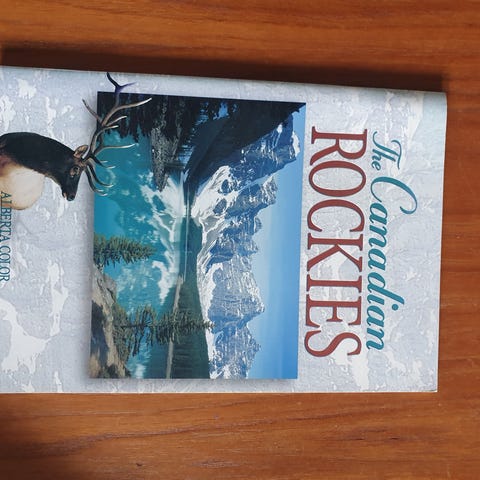 The Canadian
ROCKIES
ALBERTA COLOR